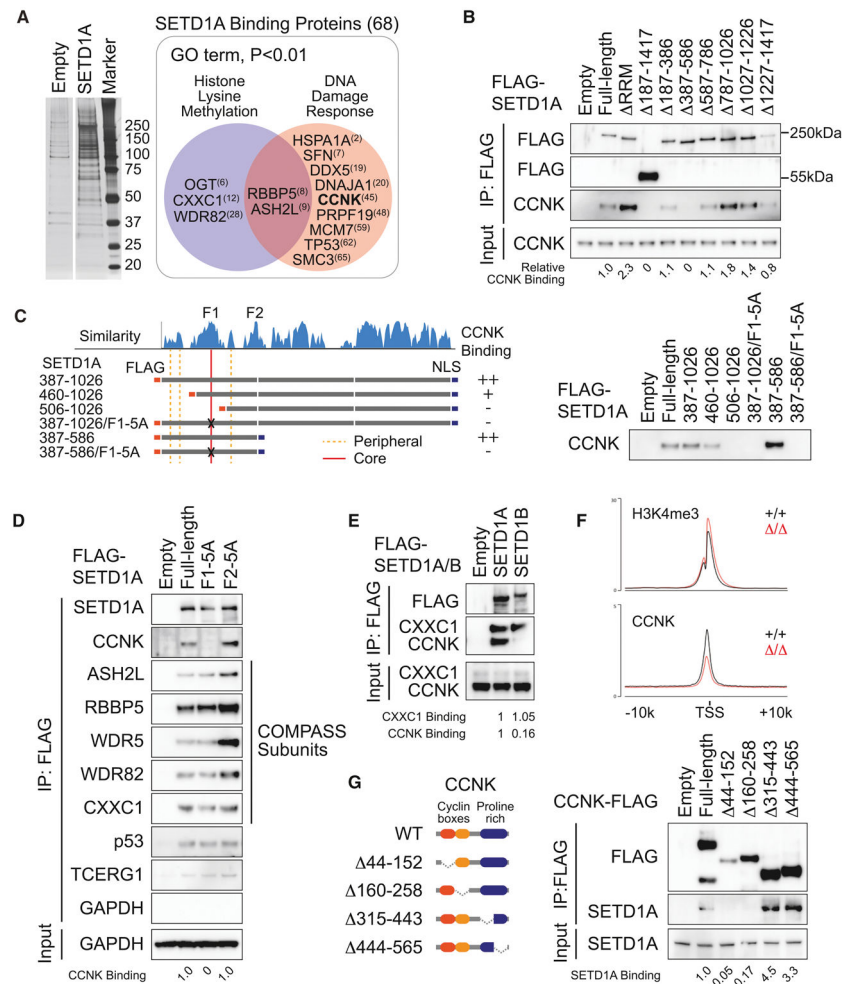 A
Empty
SETD1A
Marker
250
150
100
75
50
37
25
20
SETD1A Binding Proteins (68)
GO term, P<0.01
Histone
Lysine
Methylation
DNA
Damage
Response
OGT(6)
CXXC1(12)
WDR82(28)
RBBP5(8)
ASH2L(9)
HSPA1A(2)
SFN(7)
DDX5(19)
DNAJA1(20)
CCNK(45)
PRPF19(48)
MCM7(59)
TP53(62)
SMC3(65)
B
FLAG-
SETD1A
Empty
Full-length
ΔRRM
Δ187-1417
Δ187-386
Δ387-586
Δ587-786
Δ787-1026
Δ1027-1226
Δ1227-1417
IP: FLAG
FLAG
250kDa
FLAG
55kDa
CCNK
Input
CCNK
Relative
CCNK Binding
1.0 2.3 0 1.1 0 1.1 1.8 1.4 0.8
C
F1 F2
Similarity
CCNK
Binding
SETD1A
FLAG
NLS
387-1026 ++
460-1026 +
506-1026 -
387-1026/F1-5A -
387-586 ++
387-586/F1-5A -
X
X
Peripheral
Core
FLAG-
SETD1A
Empty
Full-length
387-1026
460-1026
506-1026
387-1026/F1-5A
387-586
387-586/F1-5A
CCNK
D
FLAG-
SETD1A
Empty
Full-length
F1-5A
F2-5A
IP: FLAG
SETD1A
CCNK
ASH2L
RBBP5
WDR5
WDR82
CXXC1
COMPASS
Subunits
p53
TCERG1
GAPDH
Input
GAPDH
CCNK Binding 1.0 0 1.0
E
FLAG-
SETD1A/B
Empty
SETD1A
SETD1B
IP: FLAG
FLAG
CXXC1
CCNK
Input
CXXC1
CCNK
CXXC1 Binding 1 1.05
CCNK Binding 1 0.16
F
30
H3K4me3
+/+
Δ/Δ
0
10
CCNK
+/+
Δ/Δ
0
-10k TSS +10k
G
CCNK
Cyclin
boxes
Proline
rich
WT
Δ44-152
Δ160-258
Δ315-443
Δ444-565
CCNK-FLAG
Empty
Full-length
Δ44-152
Δ160-258
Δ315-443
Δ444-565
IP:FLAG
FLAG
SETD1A
Input
SETD1A
SETD1A Binding 1.0 0.05 0.17 4.5 3.3